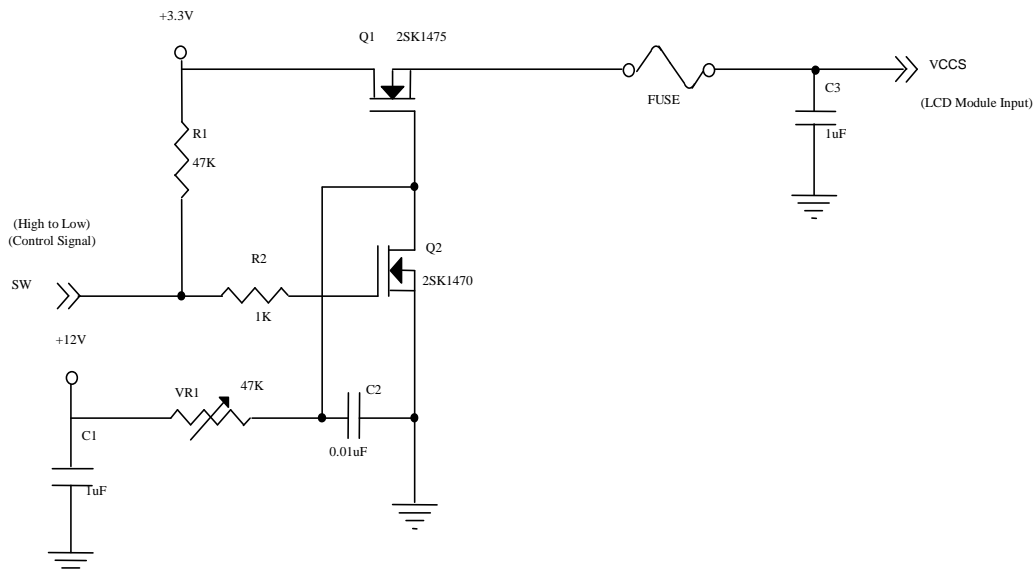 +3.3V
Q1 2SK1475
VCCS
FUSE
C3
(LCD Module Input)
R1
1uF
47K
(High to Low)
(Control Signal)
Q2
R2
SW
2SK1470
1K
+12V
47K
VR1
C2
C1
0.01uF
1uF